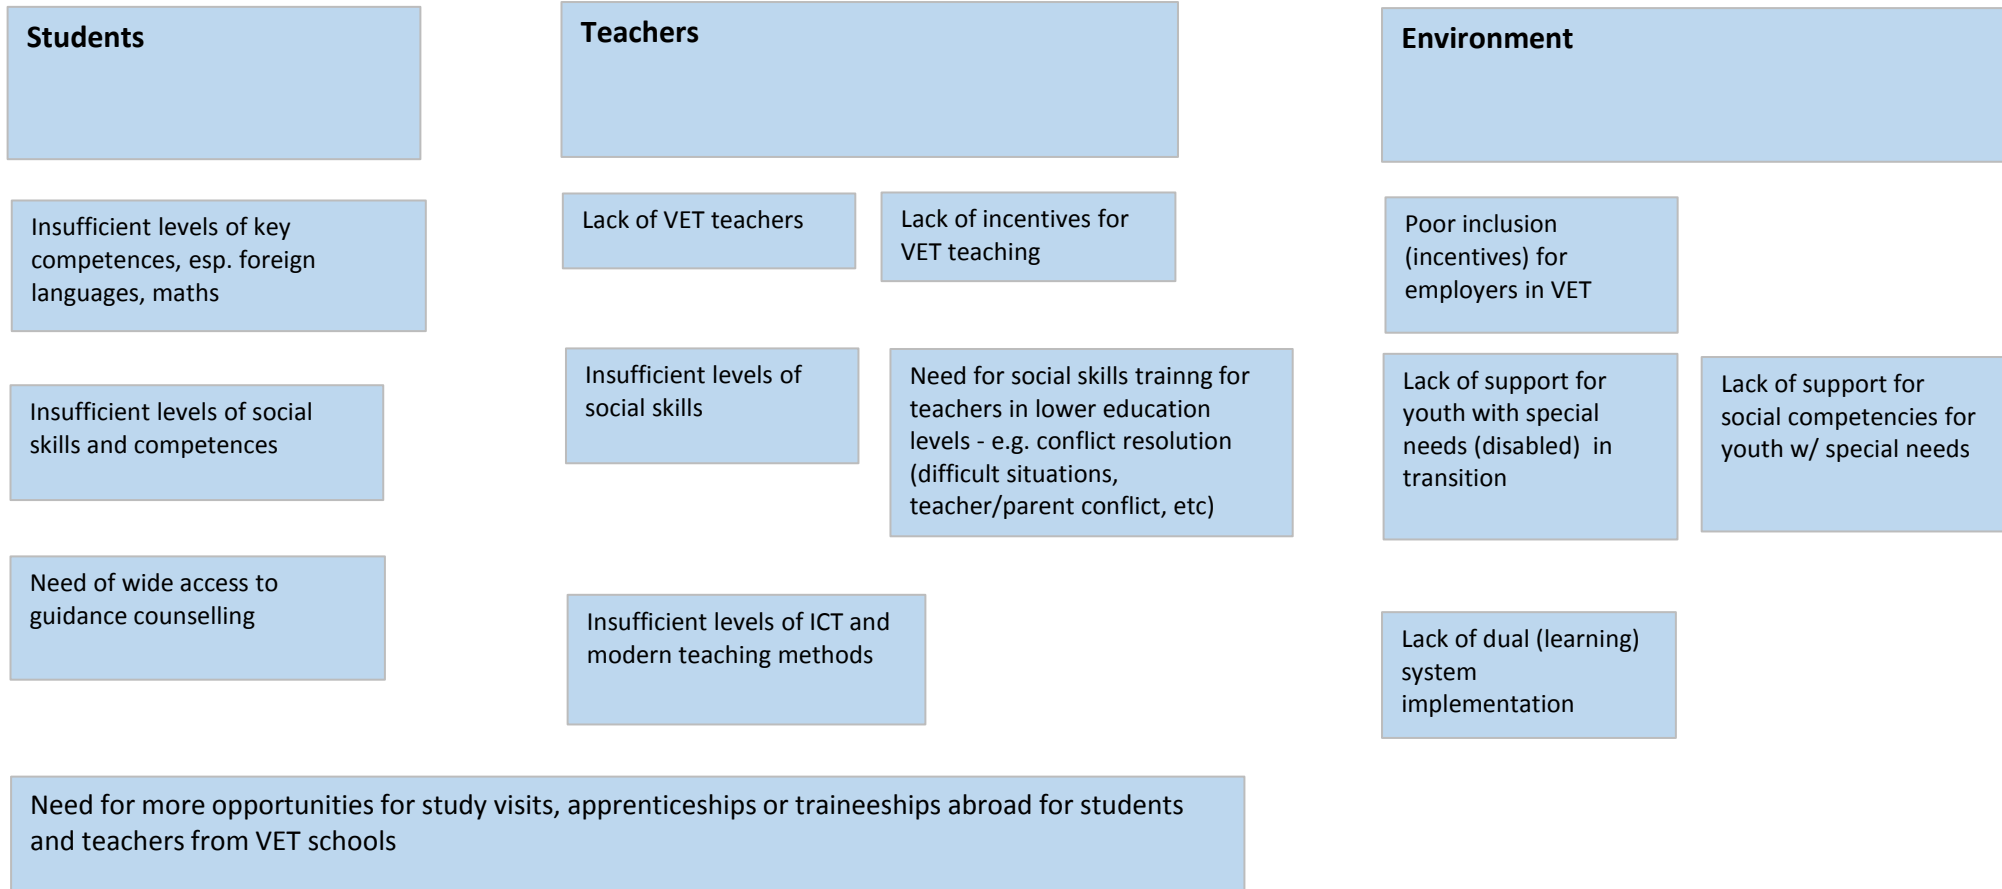 Students
Teachers
Environment
Insufficient levels of key
competences, esp. foreign
languages, maths
Lack of VET teachers
Lack of incentives for
VET teaching
Poor inclusion
(incentives) for
employers in VET
Insufficient levels of social
skills and competences
Insufficient levels of
social skills
Need for social skills trainng for
teachers in lower education
levels - e.g. conflict resolution
(difficult situations,
teacher/parent conflict, etc)
Lack of support for
youth with special
needs (disabled)  in
transition
Lack of support for
social competencies for
youth w/ special needs
Need of wide access to
guidance counselling
Insufficient levels of ICT and
modern teaching methods
Lack of dual (learning)
system
implementation
Need for more opportunities for study visits, apprenticeships or traineeships abroad for students
and teachers from VET schools